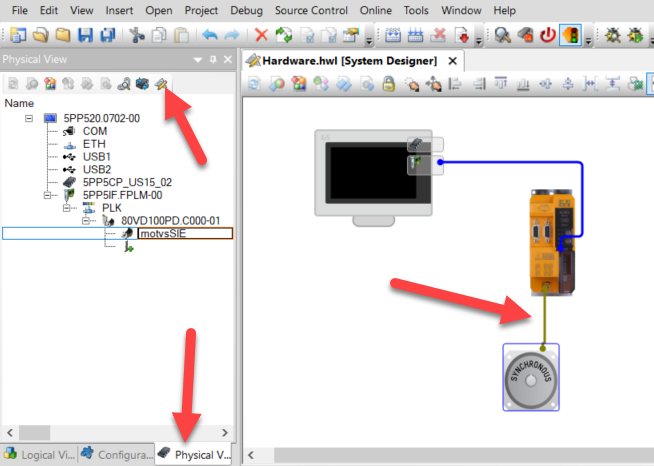 File Edit View Insert Open Project Debug Source Control Online Tools Window Help
Physical View
Hardware.hwl [System Designer]
Name
5PP520.0702-00
COM
ETH
USB1
USB2
5PP5CP_US15_02
5PP5IF.FPLM-00
PLK
80VD100PD.C000-01
motvsSIE
SYNCHRONOUS
Logical Vi... Configura... Physical V...